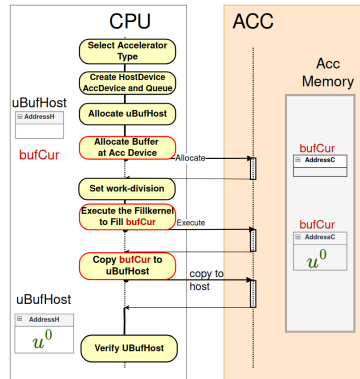 CPU
ACC
Select Accelerator
Type
Create HostDevice
AccDevice and Queue
Acc
Memory
uBufHost
AddressH
Allocate uBufHost
bufCur
Allocate Buffer
at Acc Device
Allocate
bufCur
AddressC
Set work-division
Execute the Fillkernel
to Fill bufCur
Execute
bufCur
AddressC
u⁰
Copy bufCur to
uBufHost
copy to
host
uBufHost
AddressH
u⁰
Verify UBufHost